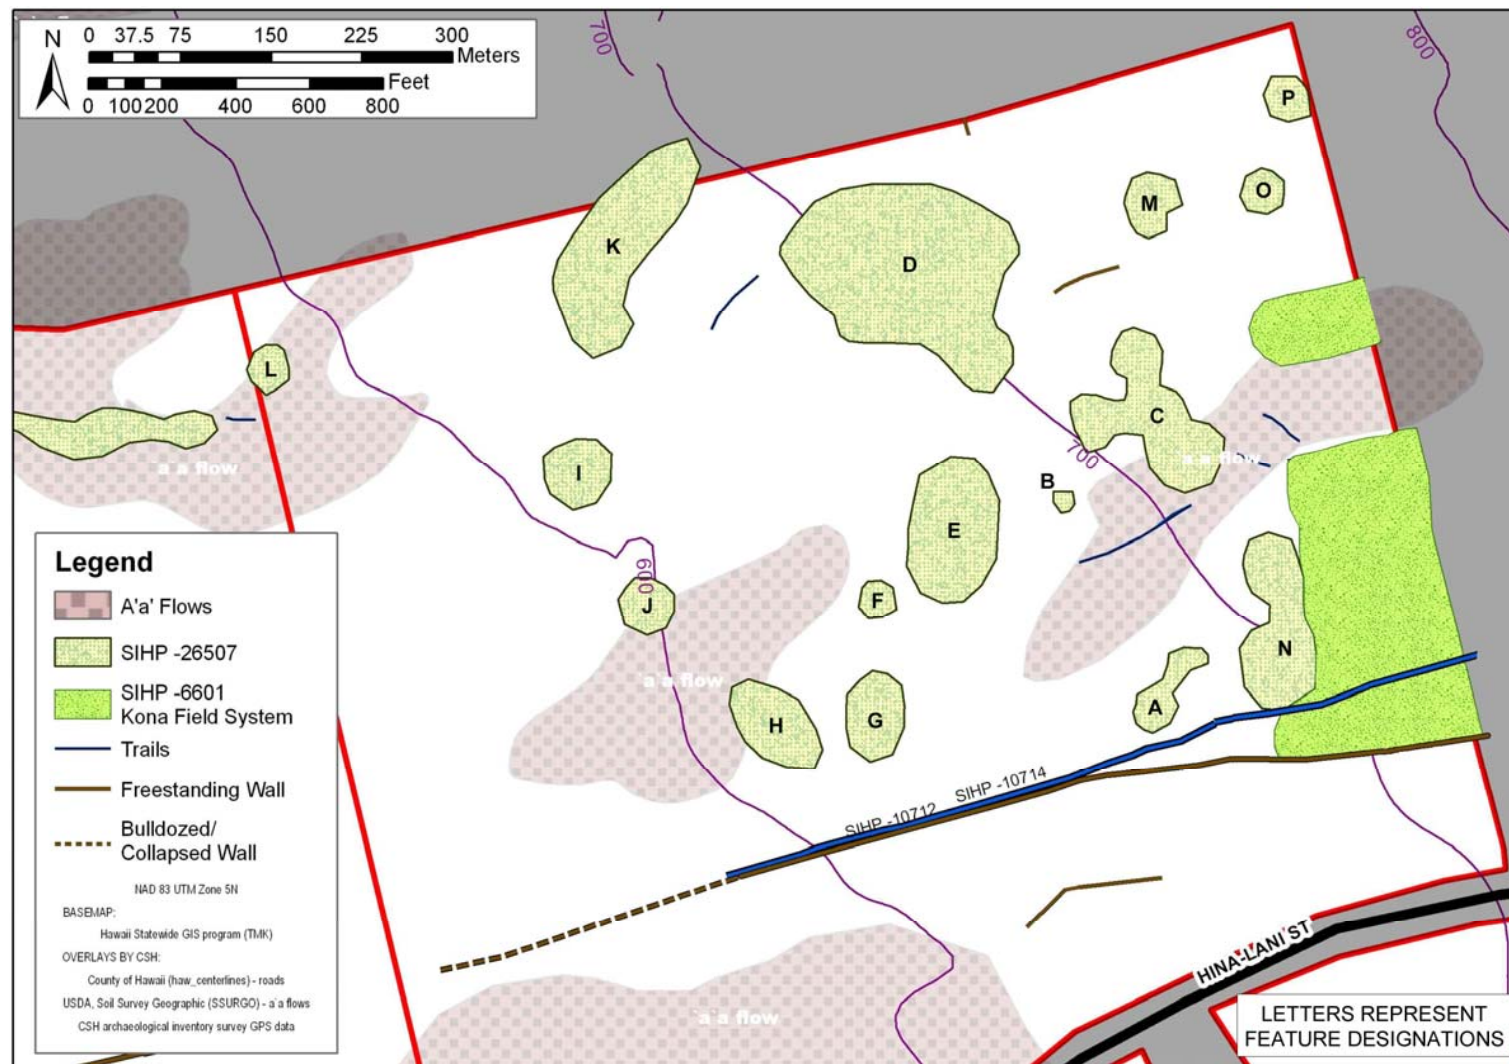 N
0 37.5 75 150 225 300
Meters
Feet
0 100 200 400 600 800
700
800
P
O
M
K
D
L
C
a'a flow
a'a flow
700
I
B
E
600
J
F
a'a flow
N
H
G
A
SIHP -10714
SIHP -10712
HINA-LANI ST
a'a flow
Legend
A'a' Flows
SIHP -26507
SIHP -6601
Kona Field System
Trails
Freestanding Wall
Bulldozed/
Collapsed Wall
NAD 83 UTM Zone 5N
BASEMAP:
Hawaii Statewide GIS program (TMK)
OVERLAYS BY CSH:
County of Hawaii (haw_centerlines) - roads
USDA, Soil Survey Geographic (SSURGO) - a`a flows
CSH archaeological inventory survey GPS data
LETTERS REPRESENT
FEATURE DESIGNATIONS